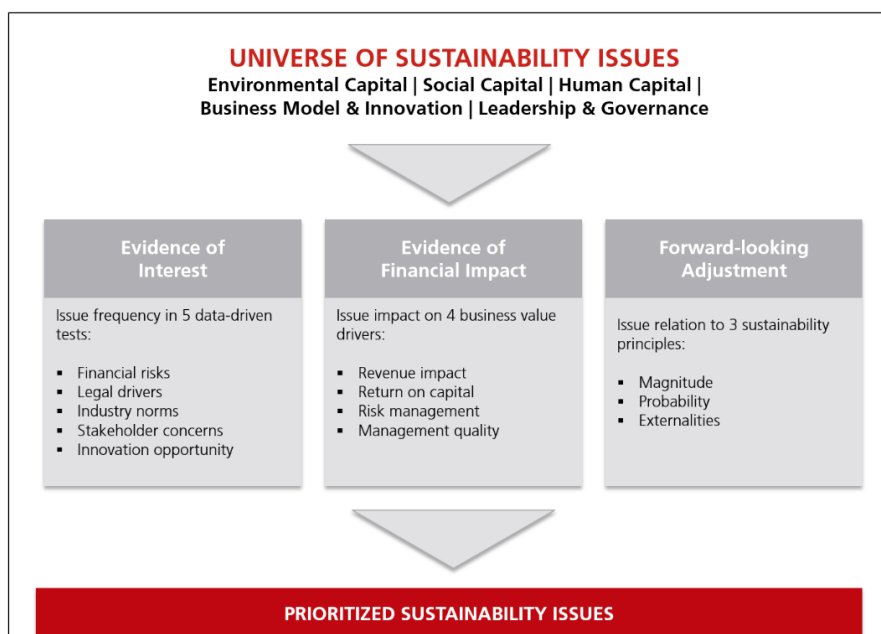 UNIVERSE OF SUSTAINABILITY ISSUES
Environmental Capital | Social Capital | Human Capital |
Business Model & Innovation | Leadership & Governance
Evidence of
Interest
Issue frequency in 5 data-driven
tests:
▪ Financial risks
▪ Legal drivers
▪ Industry norms
▪ Stakeholder concerns
▪ Innovation opportunity
Evidence of
Financial Impact
Issue impact on 4 business value
drivers:
▪ Revenue impact
▪ Return on capital
▪ Risk management
▪ Management quality
Forward-looking
Adjustment
Issue relation to 3 sustainability
principles:
▪ Magnitude
▪ Probability
▪ Externalities
PRIORITIZED SUSTAINABILITY ISSUES